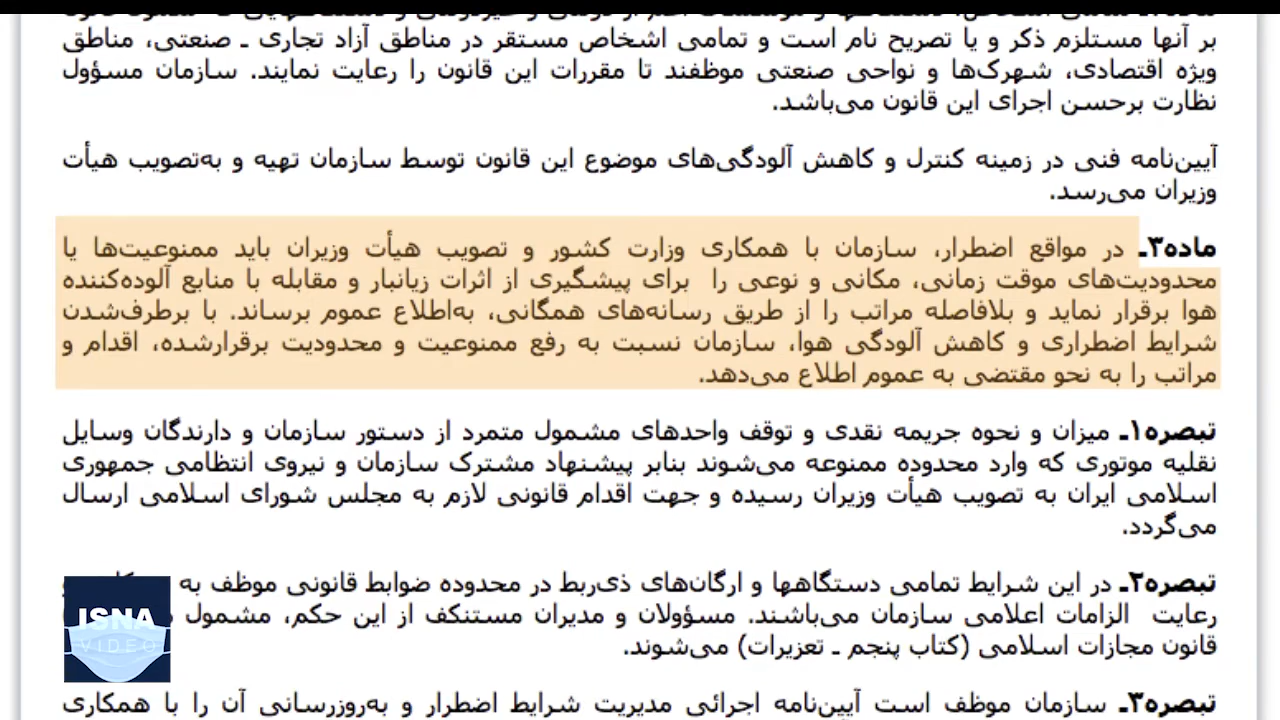 بر آنها مستلزم ذکر و یا تصریح نام است و تمامی اشخاص مستقر در مناطق آزاد تجاری ـ صنعتی، مناطق
ویژه اقتصادی، شهرک‌ها و نواحی صنعتی موظفند تا مقررات این قانون را رعایت نمایند. سازمان مسؤول
نظارت برحسن اجرای این قانون می‌باشد.
آیین‌نامه فنی در زمینه کنترل و کاهش آلودگی‌های موضوع این قانون توسط سازمان تهیه و به‌تصویب هیأت
وزیران می‌رسد.
ماده۳ـ در مواقع اضطرار، سازمان با همکاری وزارت کشور و تصویب هیأت وزیران باید ممنوعیت‌ها یا
محدودیت‌های موقت زمانی، مکانی و نوعی را برای پیشگیری از اثرات زیانبار و مقابله با منابع آلوده‌کننده
هوا برقرار نماید و بلافاصله مراتب را از طریق رسانه‌های همگانی، به‌اطلاع عموم برساند. با برطرف‌شدن
شرایط اضطراری و کاهش آلودگی هوا، سازمان نسبت به رفع ممنوعیت و محدودیت برقرارشده، اقدام و
مراتب را به نحو مقتضی به عموم اطلاع می‌دهد.
تبصره۱ـ میزان و نحوه جریمه نقدی و توقف واحدهای مشمول متمرد از دستور سازمان و دارندگان وسایل
نقلیه موتوری که وارد محدوده ممنوعه می‌شوند بنابر پیشنهاد مشترک سازمان و نیروی انتظامی جمهوری
اسلامی ایران به تصویب هیأت وزیران رسیده و جهت اقدام قانونی لازم به مجلس شورای اسلامی ارسال
می‌گردد.
تبصره۲ـ در این شرایط تمامی دستگاهها و ارگان‌های ذی‌ربط در محدوده ضوابط قانونی موظف به
رعایت الزامات اعلامی سازمان می‌باشند. مسؤولان و مدیران مستنکف از این حکم، مشمول
قانون مجازات اسلامی (کتاب پنجم ـ تعزیرات) می‌شوند.
تبصره۳ـ سازمان موظف است آیین‌نامه اجرائی مدیریت شرایط اضطرار و به‌روزرسانی آن را با همکاری
ISNA
VIDEO